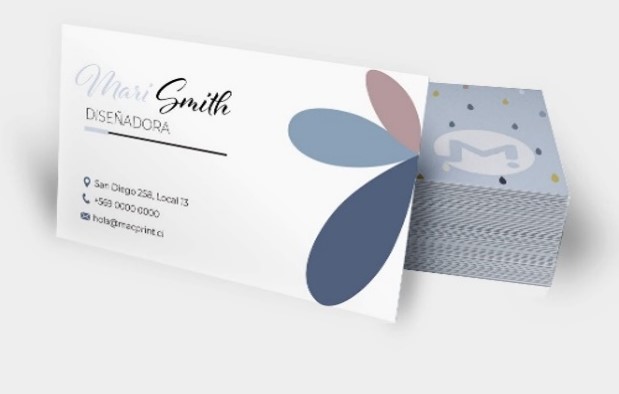 Mari Smith
DISEÑADORA
San Diego 258, Local 13
+569 0000 0000
hola@macprint.cl
M